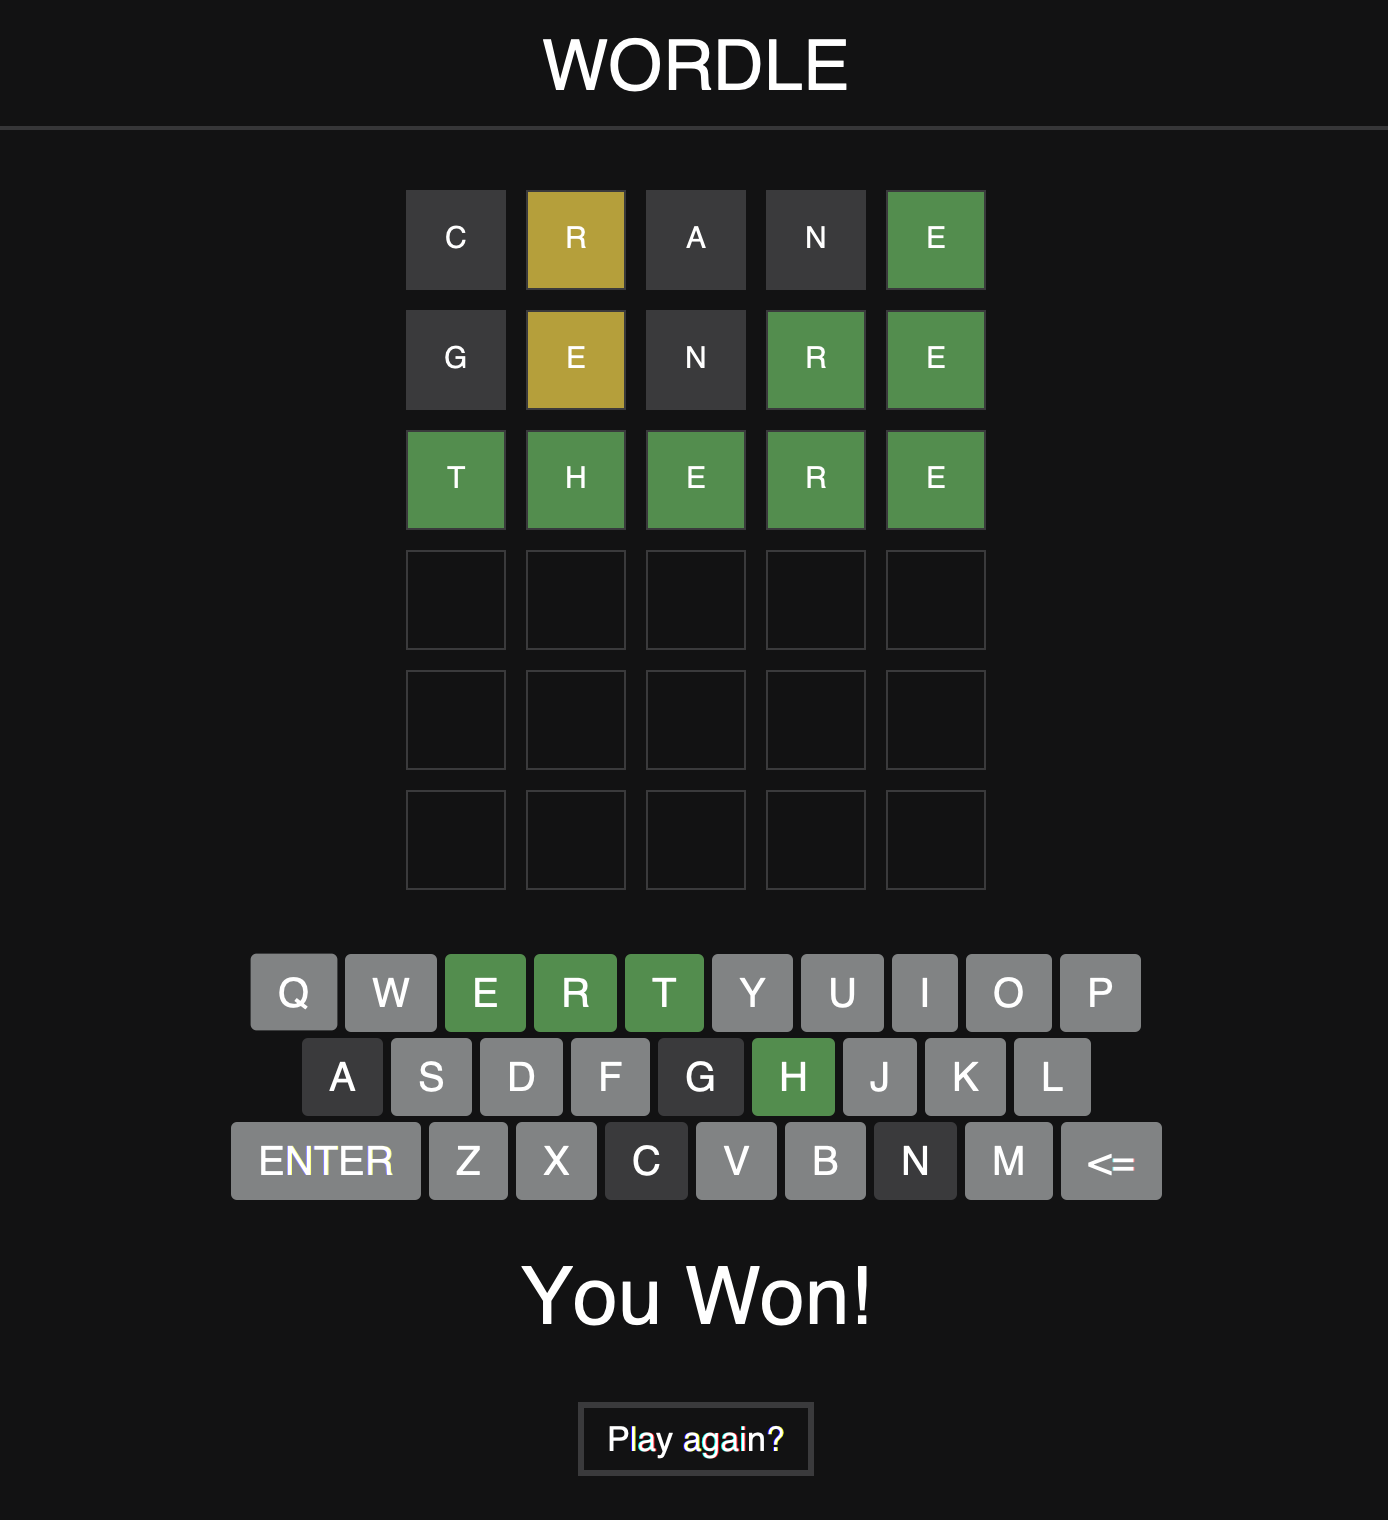 WORDLE
C R A N E
G E N R E
T H E R E
Q W E R T Y U I O P
A S D F G H J K L
ENTER Z X C V B N M <=
You Won!
Play again?